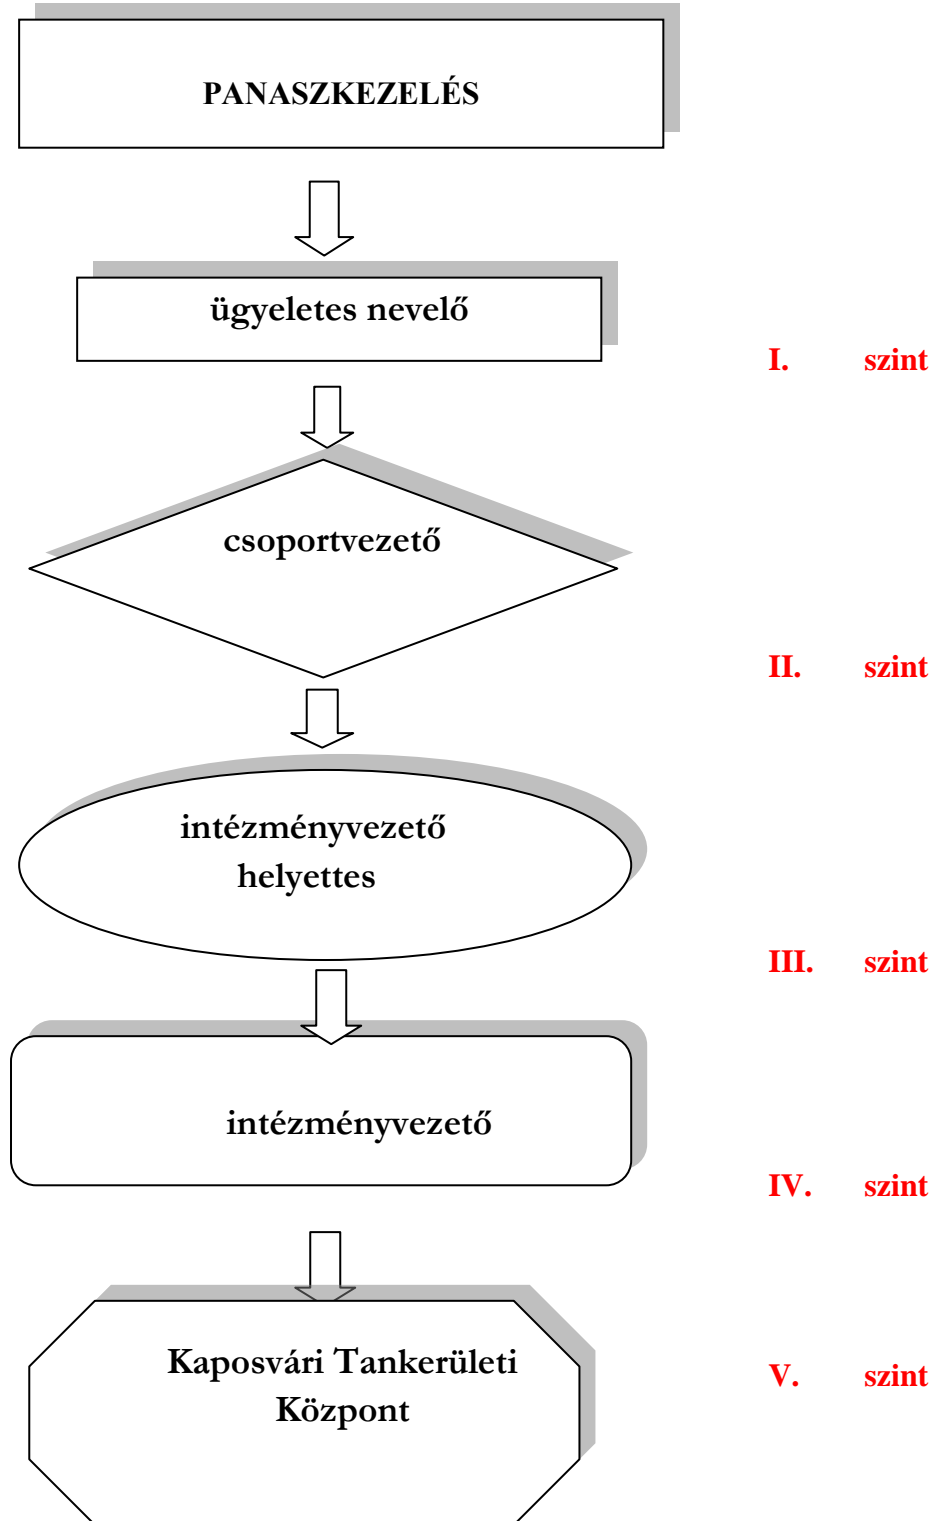 PANASZKEZELÉS
ügyeletes nevelő
I. szint
csoportvezető
II. szint
intézményvezető
helyettes
III. szint
intézményvezető
IV. szint
Kaposvári Tankerületi
Központ
V. szint